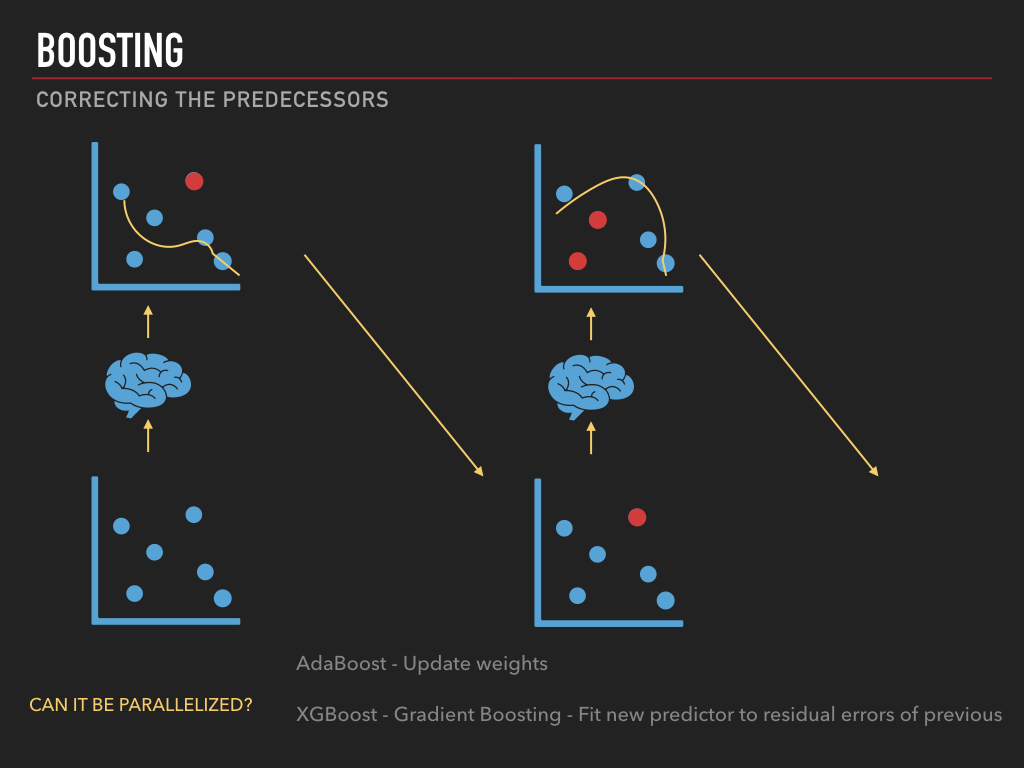 BOOSTING
CORRECTING THE PREDECESSORS
AdaBoost - Update weights
CAN IT BE PARALLELIZED?
XGBoost - Gradient Boosting - Fit new predictor to residual errors of previous